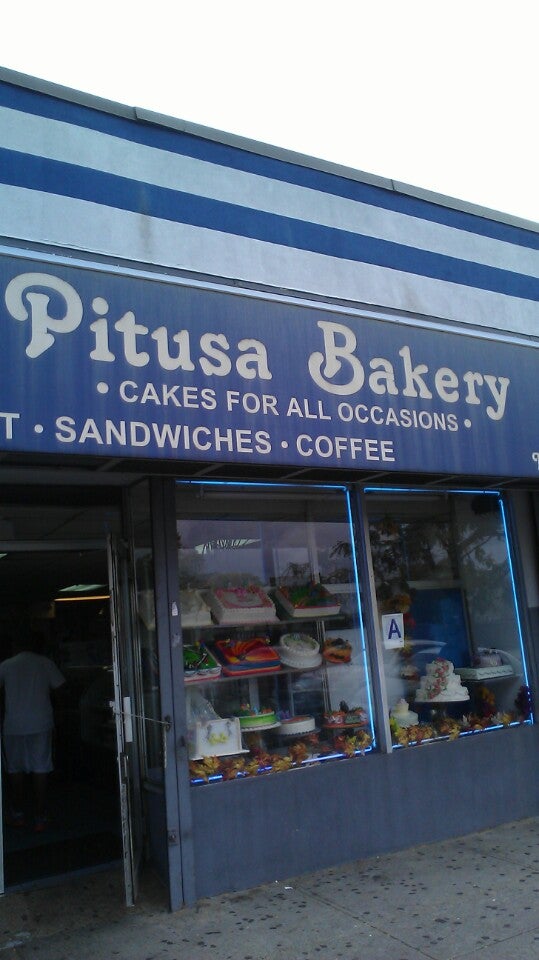 Pitusa Bakery
• CAKES FOR ALL OCCASIONS •
T • SANDWICHES • COFFEE
A